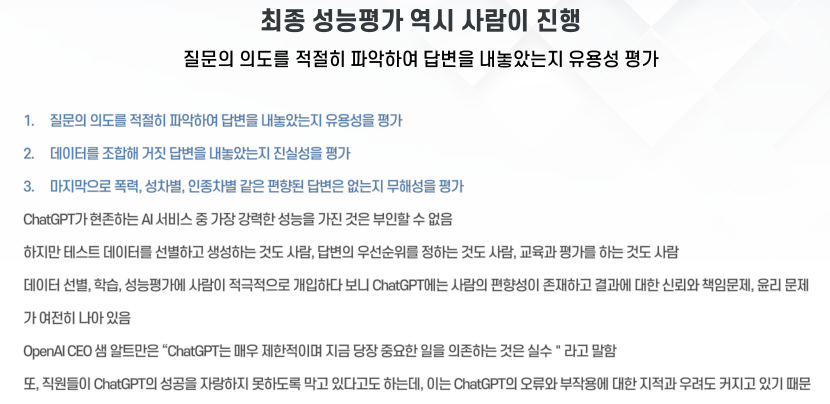 최종 성능평가 역시 사람이 진행
질문의 의도를 적절히 파악하여 답변을 내놓았는지 유용성 평가
1. 질문의 의도를 적절히 파악하여 답변을 내놓았는지 유용성을 평가
2. 데이터를 조합해 거짓 답변을 내놓았는지 진실성을 평가
3. 마지막으로 폭력, 성차별, 인종차별 같은 편향된 답변은 없는지 무해성을 평가
ChatGPT가 현존하는 AI 서비스 중 가장 강력한 성능을 가진 것은 부인할 수 없음
하지만 테스트 데이터를 선별하고 생성하는 것도 사람, 답변의 우선순위를 정하는 것도 사람, 교육과 평가를 하는 것도 사람
데이터 선별, 학습, 성능평가에 사람이 적극적으로 개입하다 보니 ChatGPT에는 사람의 편향성이 존재하고 결과에 대한 신뢰와 책임문제, 윤리 문제
가 여전히 나아 있음
OpenAI CEO 샘 알트만은 “ChatGPT는 매우 제한적이며 지금 당장 중요한 일을 의존하는 것은 실수 " 라고 말함
또, 직원들이 ChatGPT의 성공을 자랑하지 못하도록 막고 있다고도 하는데, 이는 ChatGPT의 오류와 부작용에 대한 지적과 우려도 커지고 있기 때문